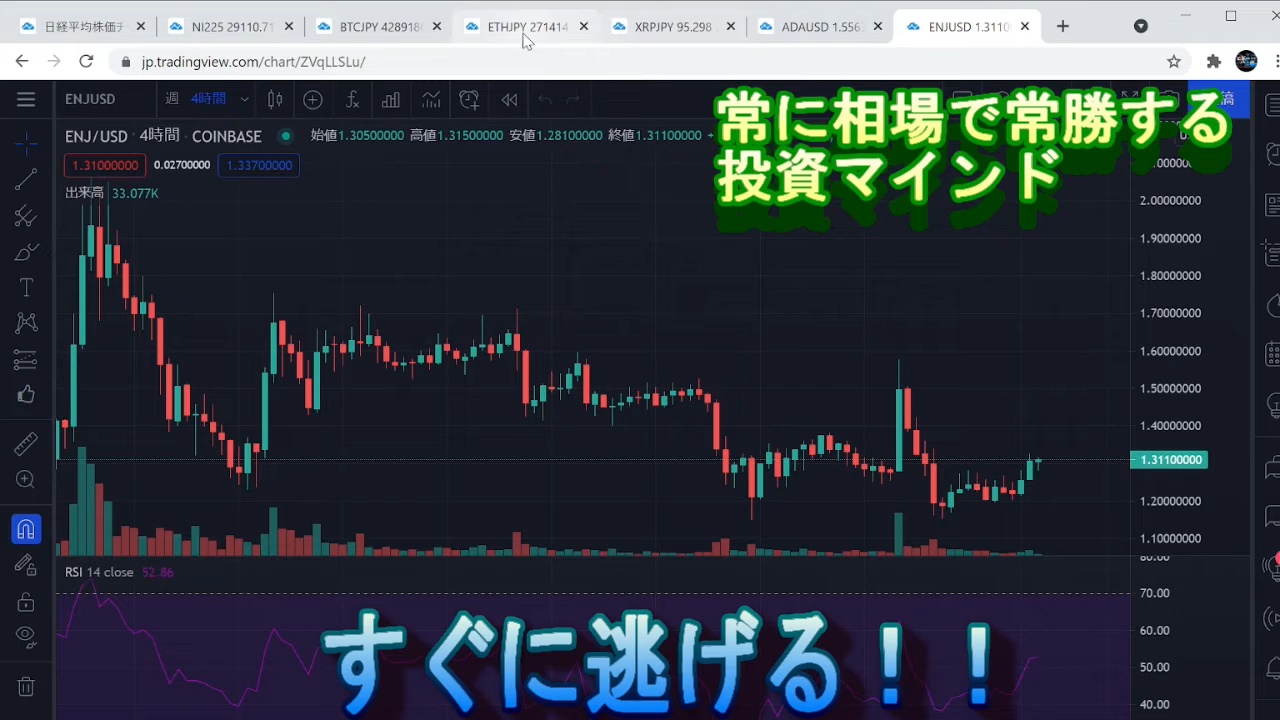 日経平均株価チ
NI225 29110.71
BTCJPY 428918
ETHJPY 271414
XRPJPY 95.298
ADAUSD 1.556
ENJUSD 1.3110
jp.tradingview.com/chart/ZVqLLSLu/
ENJUSD
週 4時間
稿
常に相場で常勝する
投資マインド
ENJ/USD 4時間 COINBASE 始値1.30500000 高値1.31500000 安値1.28100000 終値1.31100000 +
1.31000000 0.02700000 1.33700000
出来高 33.077K
2.00000000
1.90000000
1.80000000
1.70000000
1.60000000
1.50000000
1.40000000
1.31100000
1.20000000
1.10000000
80.00
RSI 14 close 52.86
70.00
60.00
50.00
40.00
すぐに逃げる！！